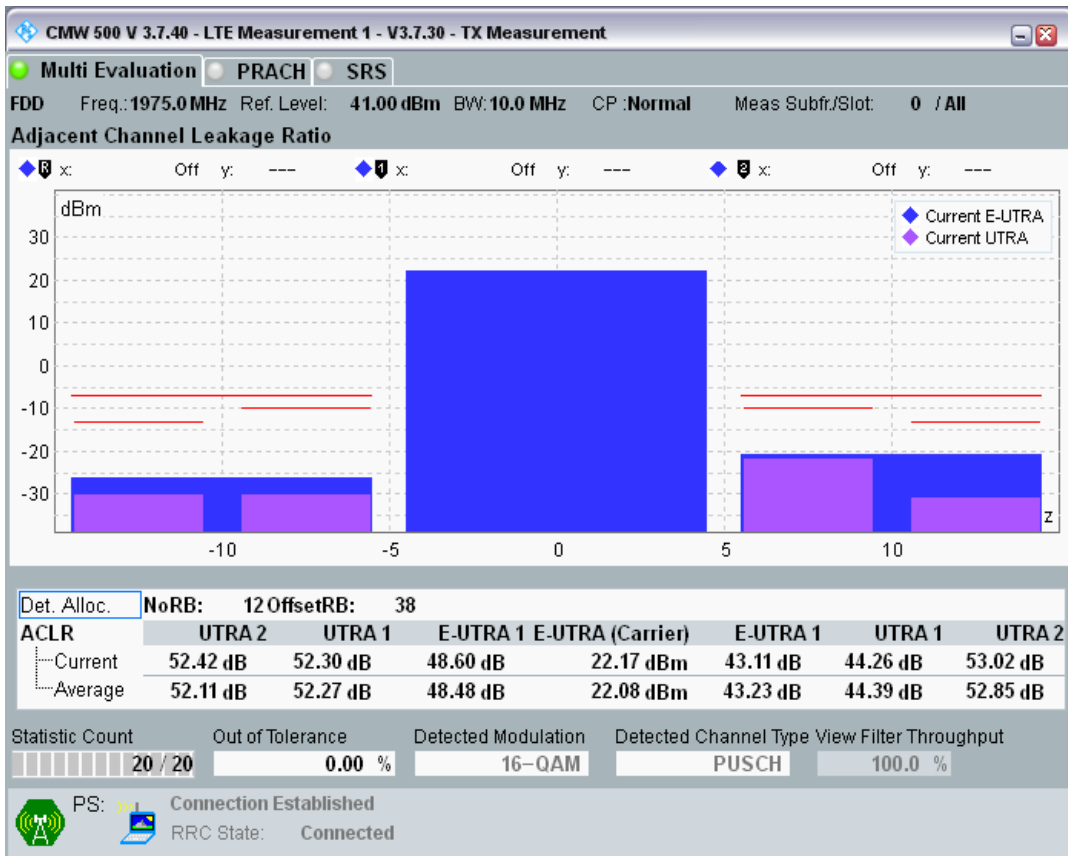 CMW 500 V 3.7.40 - LTE Measurement 1 - V3.7.30 - TX Measurement
Multi Evaluation PRACH SRS
FDD Freq.:1975.0 MHz Ref. Level: 41.00 dBm BW:10.0 MHz CP :Normal Meas Subfr./Slot: 0 / All
Adjacent Channel Leakage Ratio
R x: Off y: --- 1 x: Off y: --- 2 x: Off y: ---
dBm
Current E-UTRA
Current UTRA
30
20
10
0
-10
-20
-30
z
-10 -5 0 5 10
Det. Alloc. NoRB: 12 OffsetRB: 38
ACLR UTRA 2 UTRA 1 E-UTRA 1 E-UTRA (Carrier) E-UTRA 1 UTRA 1 UTRA 2
Current 52.42 dB 52.30 dB 48.60 dB 22.17 dBm 43.11 dB 44.26 dB 53.02 dB
Average 52.11 dB 52.27 dB 48.48 dB 22.08 dBm 43.23 dB 44.39 dB 52.85 dB
Statistic Count Out of Tolerance Detected Modulation Detected Channel Type View Filter Throughput
20 / 20 0.00 % 16-QAM PUSCH 100.0 %
PS: Connection Established
RRC State: Connected